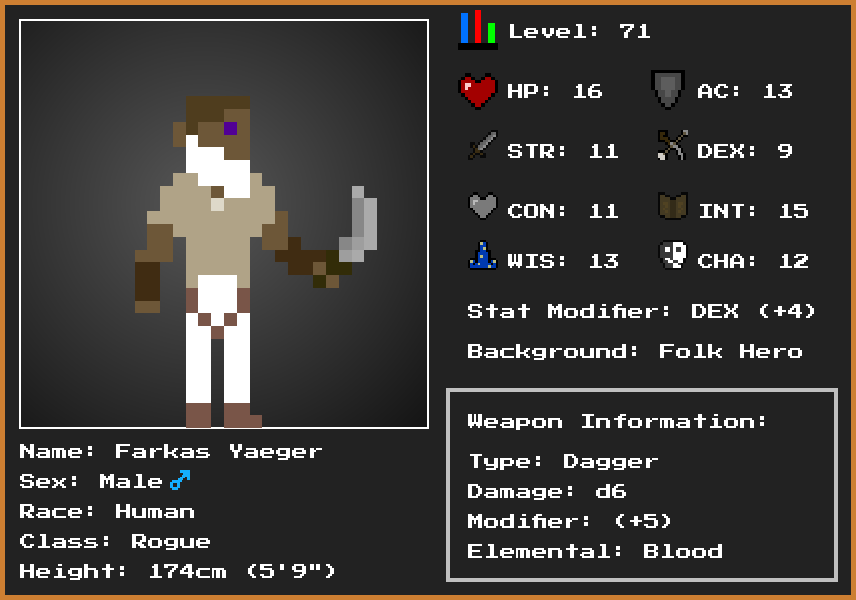 Level: 71
HP: 16
AC: 13
STR: 11
DEX: 9
CON: 11
INT: 15
WIS: 13
CHA: 12
Stat Modifier: DEX (+4)
Background: Folk Hero
Name: Farkas Yaeger
Sex: Male♂
Race: Human
Class: Rogue
Height: 174cm (5'9")
Weapon Information:
Type: Dagger
Damage: d6
Modifier: (+5)
Elemental: Blood